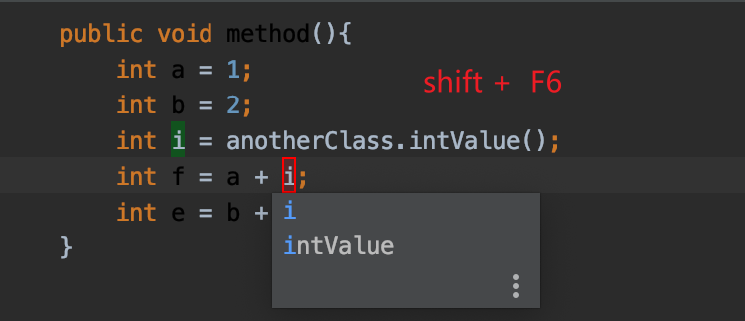 public void method(){
int a = 1;
shift + F6
int b = 2;
int i = anotherClass.intValue();
int f = a + i;
int e = b +
i
intValue
}